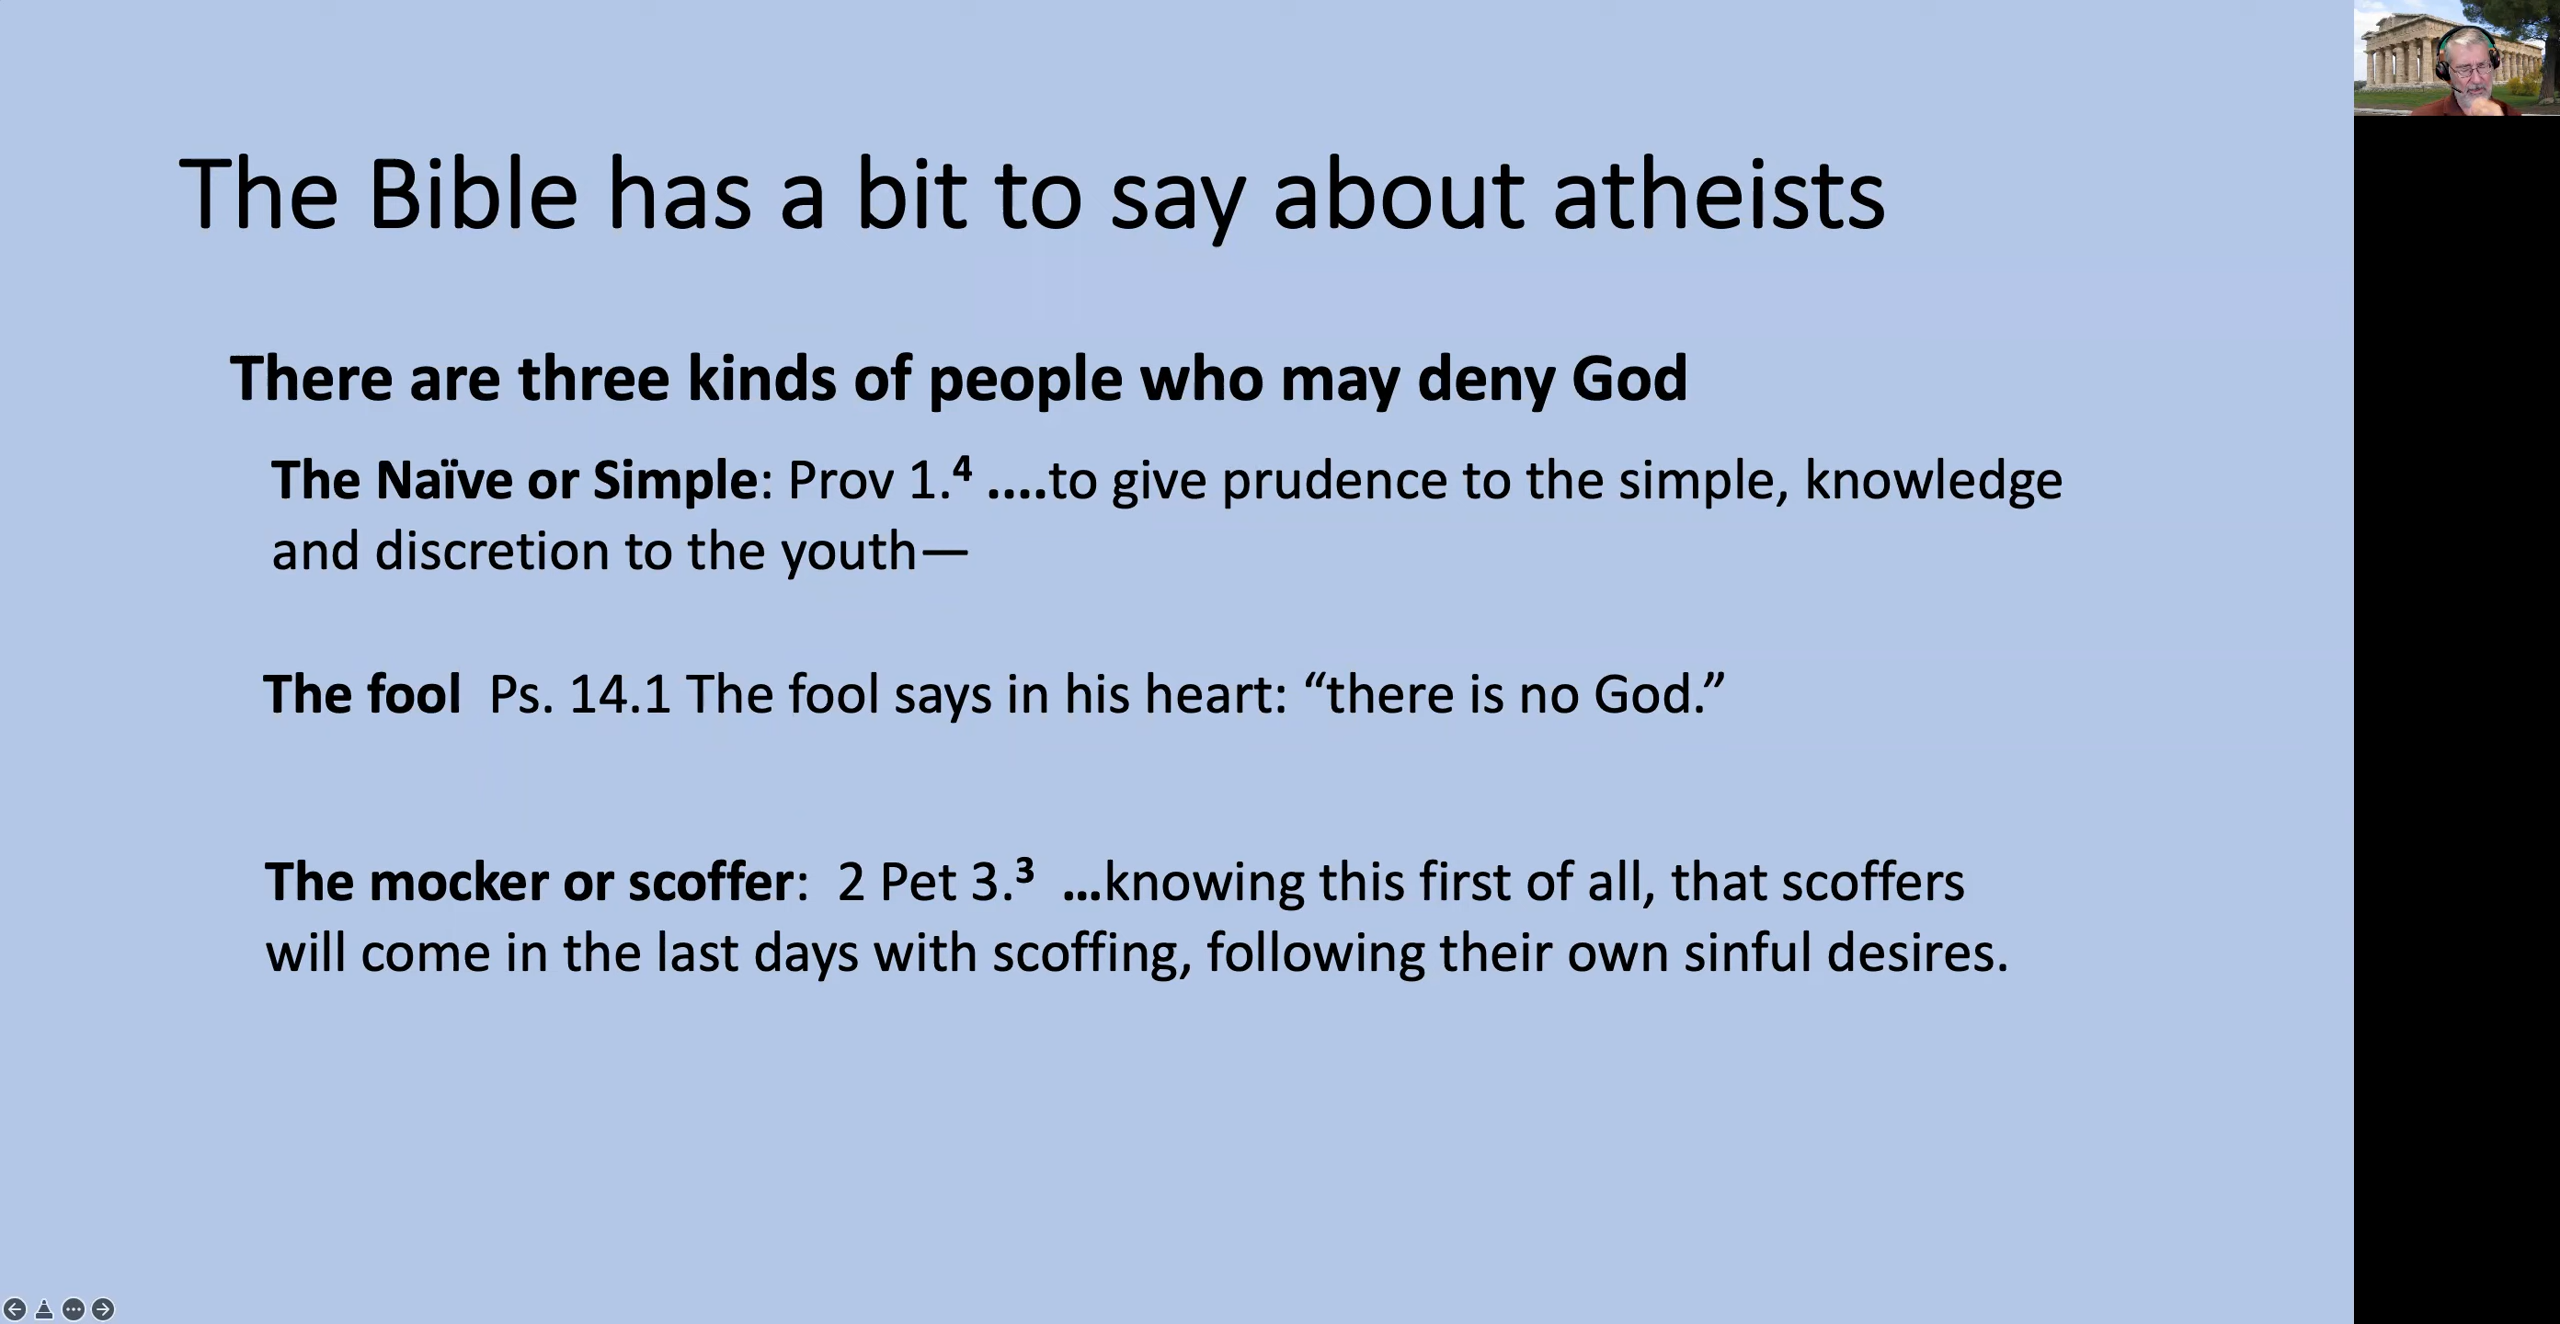 The Bible has a bit to say about atheists
There are three kinds of people who may deny God
The Naïve or Simple: Prov 1.⁴ ....to give prudence to the simple, knowledge
and discretion to the youth—
The fool  Ps. 14.1 The fool says in his heart: “there is no God.”
The mocker or scoffer:  2 Pet 3.³  ...knowing this first of all, that scoffers
will come in the last days with scoffing, following their own sinful desires.